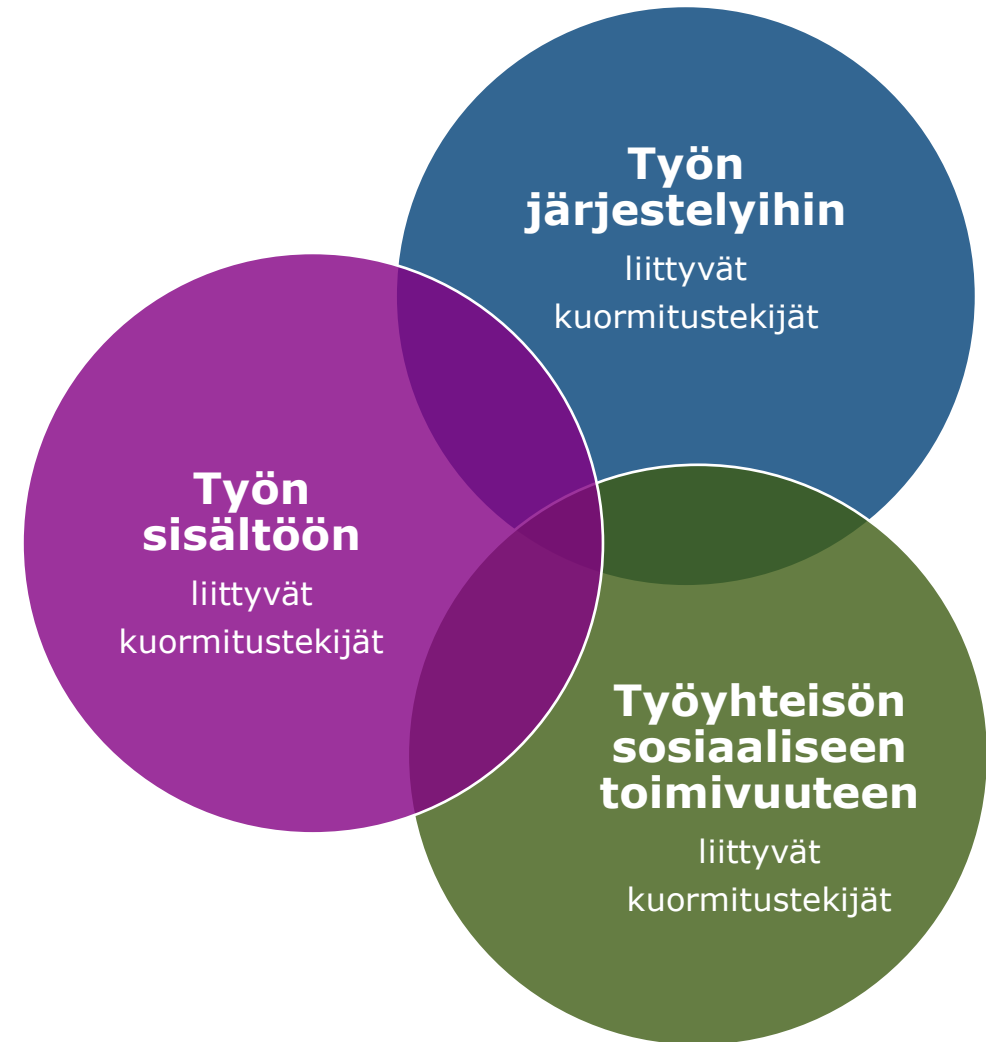 Työn
järjestelyihin
liittyvät
kuormitustekijät
Työn
sisältöön
liittyvät
kuormitustekijät
Työyhteisön
sosiaaliseen
toimivuuteen
liittyvät
kuormitustekijät